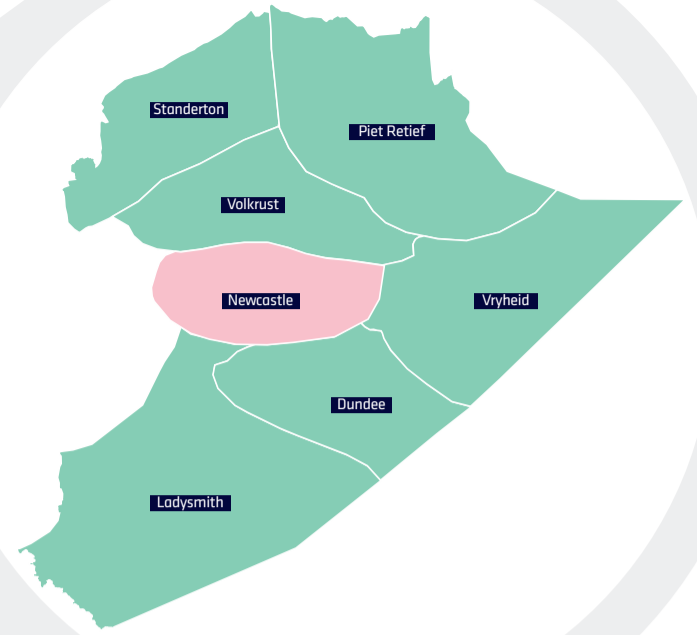 Standerton
Piet Retief
Volkrust
Newcastle
Vryheid
Dundee
Ladysmith